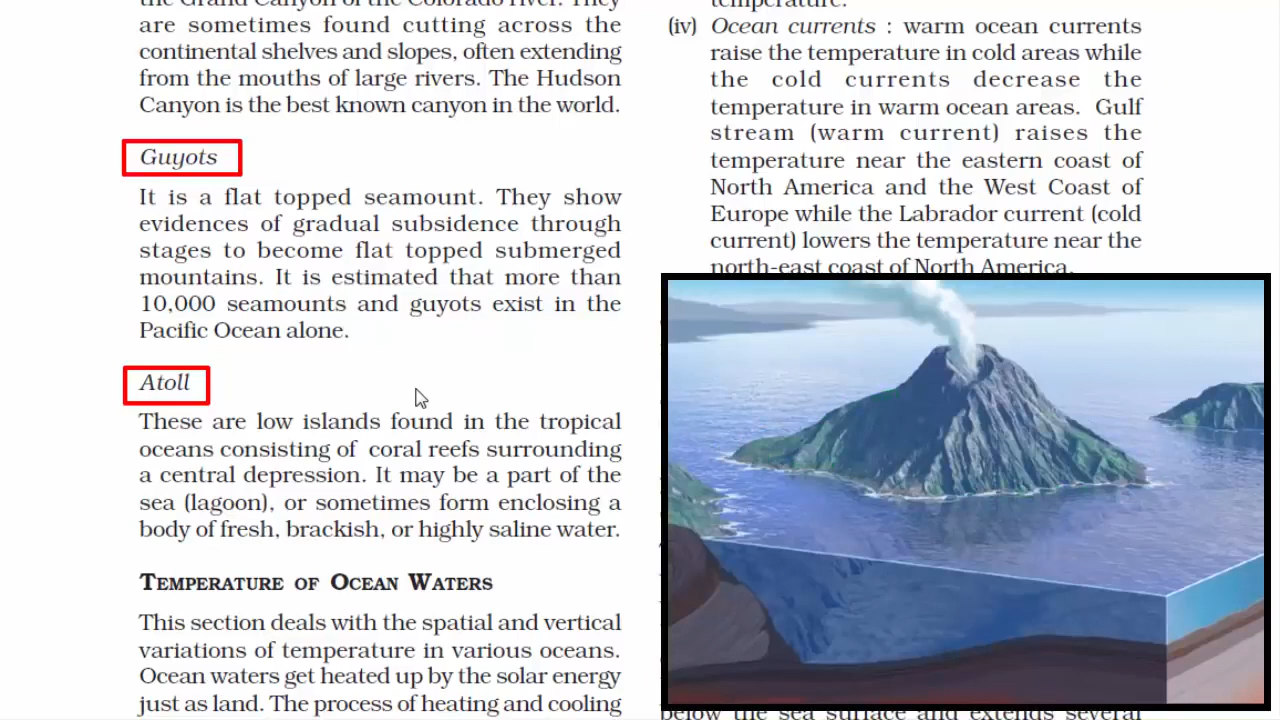 the Grand Canyon of the Colorado river. They
are sometimes found cutting across the
continental shelves and slopes, often extending
from the mouths of large rivers. The Hudson
Canyon is the best known canyon in the world.
Guyots
It is a flat topped seamount. They show
evidences of gradual subsidence through
stages to become flat topped submerged
mountains. It is estimated that more than
10,000 seamounts and guyots exist in the
Pacific Ocean alone.
Atoll
These are low islands found in the tropical
oceans consisting of coral reefs surrounding
a central depression. It may be a part of the
sea (lagoon), or sometimes form enclosing a
body of fresh, brackish, or highly saline water.
TEMPERATURE OF OCEAN WATERS
This section deals with the spatial and vertical
variations of temperature in various oceans.
Ocean waters get heated up by the solar energy
just as land. The process of heating and cooling
temperature.
(iv) Ocean currents : warm ocean currents
raise the temperature in cold areas while
the cold currents decrease the
temperature in warm ocean areas. Gulf
stream (warm current) raises the
temperature near the eastern coast of
North America and the West Coast of
Europe while the Labrador current (cold
current) lowers the temperature near the
north-east coast of North America.
below the sea surface and extends several